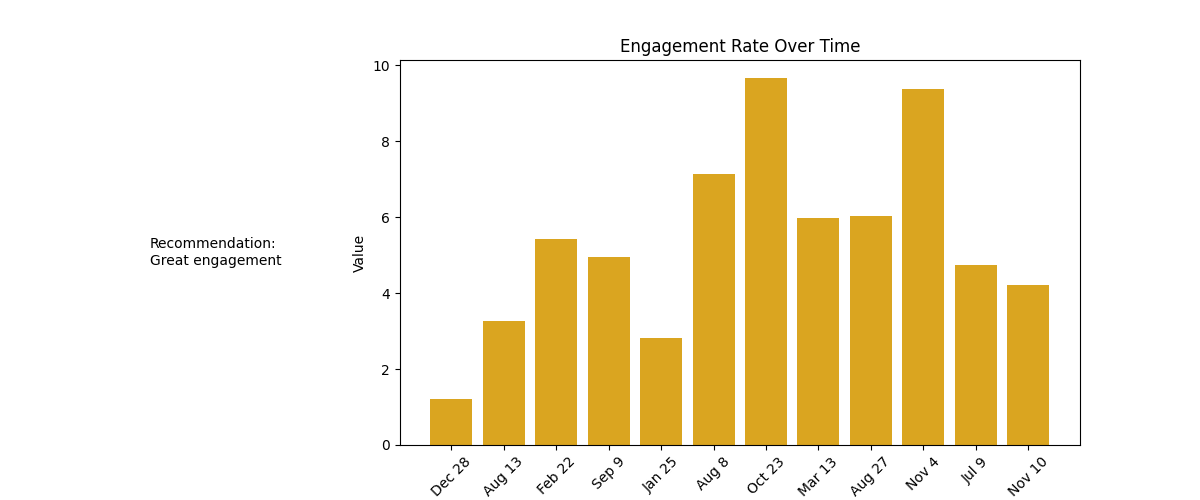 Engagement Rate Over Time
Recommendation:
Great engagement
Value
10
8
6
4
2
0
Dec 28
Aug 13
Feb 22
Sep 9
Jan 25
Aug 8
Oct 23
Mar 13
Aug 27
Nov 4
Jul 9
Nov 10